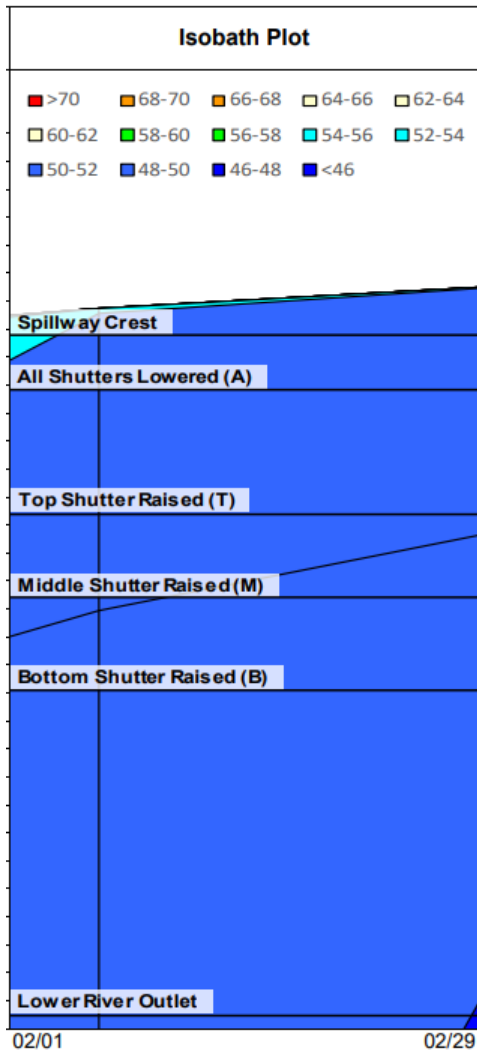 Isobath Plot
>70 68-70 66-68 64-66 62-64
60-62 58-60 56-58 54-56 52-54
50-52 48-50 46-48 <46
Spillway Crest
All Shutters Lowered (A)
Top Shutter Raised (T)
Middle Shutter Raised (M)
Bottom Shutter Raised (B)
Lower River Outlet
02/01 02/29